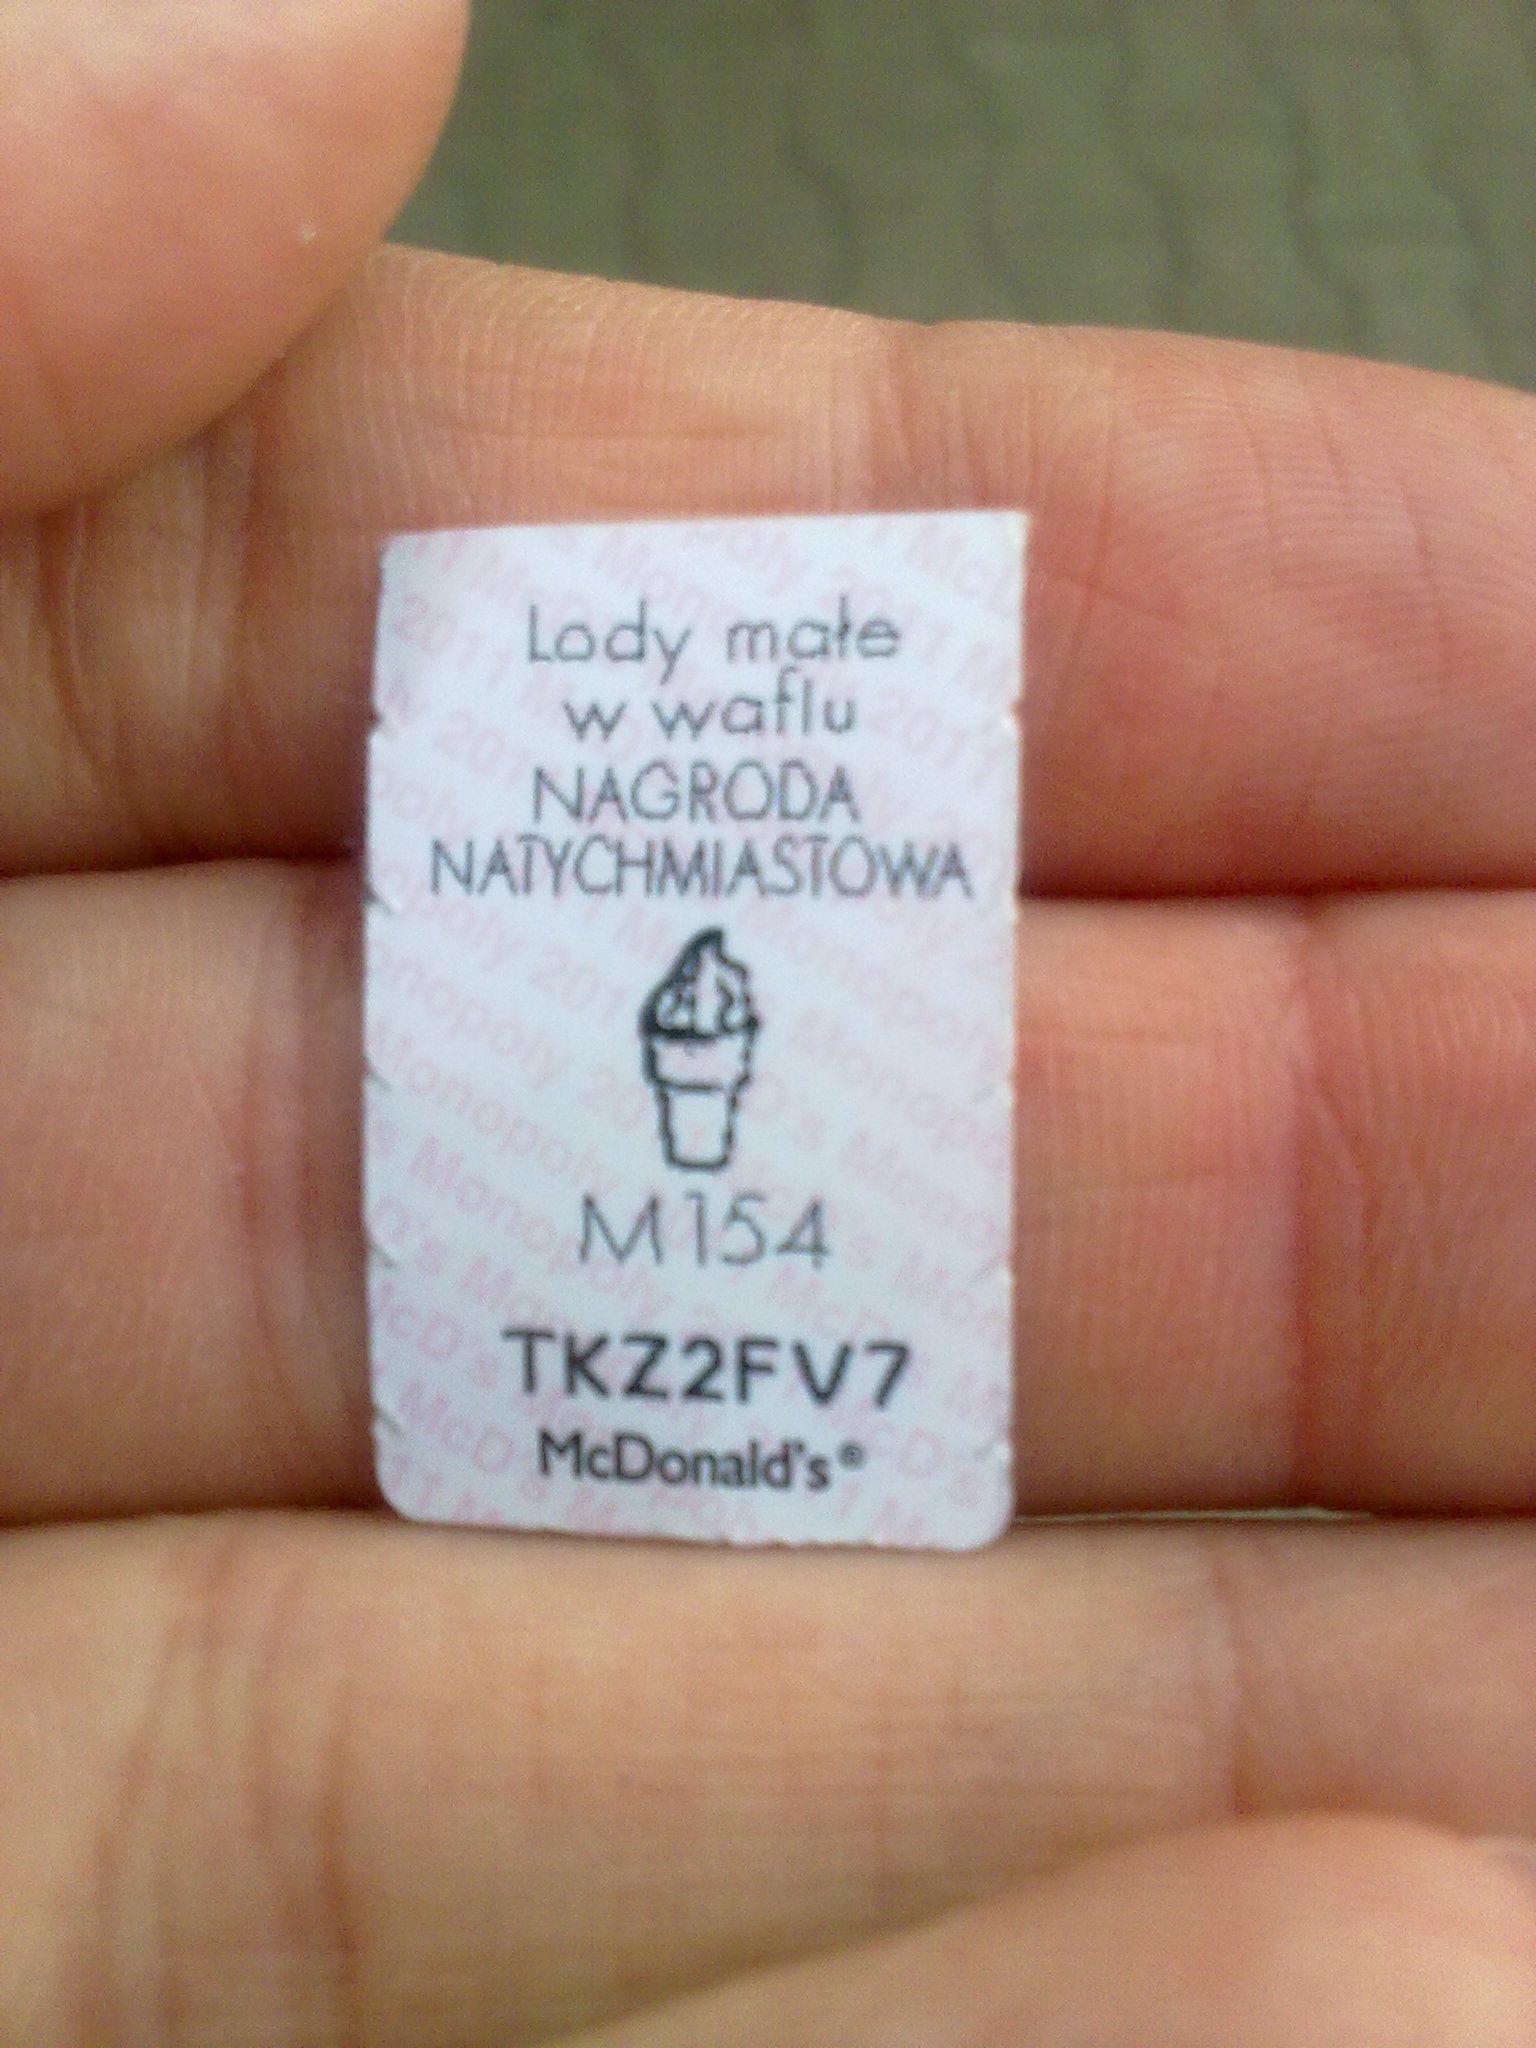 Lody małe
w waflu
NAGRODA
NATYCHMIASTOWA
M154
TKZ2FV7
McDonald's®